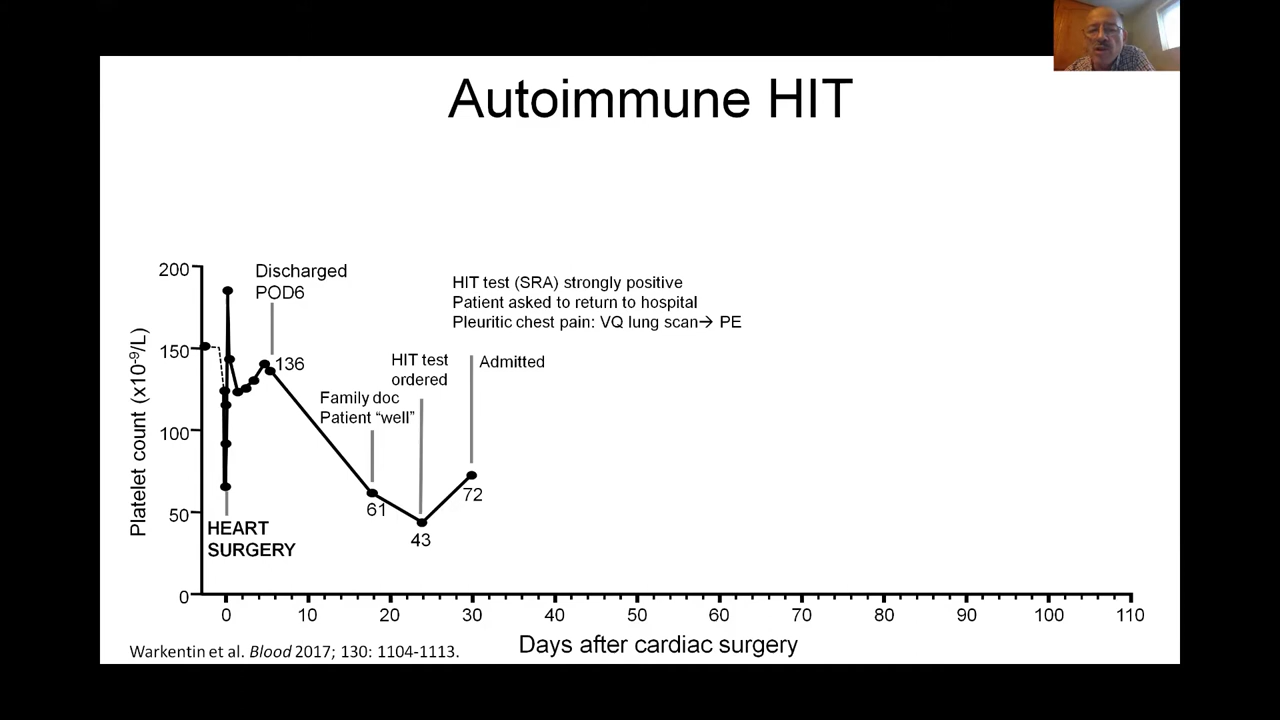 Autoimmune HIT
200
150
100
50
0
Platelet count (x10⁻⁹/L)
Discharged
POD6
136
HIT test (SRA) strongly positive
Patient asked to return to hospital
Pleuritic chest pain: VQ lung scan→ PE
HIT test
ordered
Admitted
Family doc
Patient “well”
61
43
72
HEART
SURGERY
0 10 20 30 40 50 60 70 80 90 100 110
Days after cardiac surgery
Warkentin et al. Blood 2017; 130: 1104-1113.